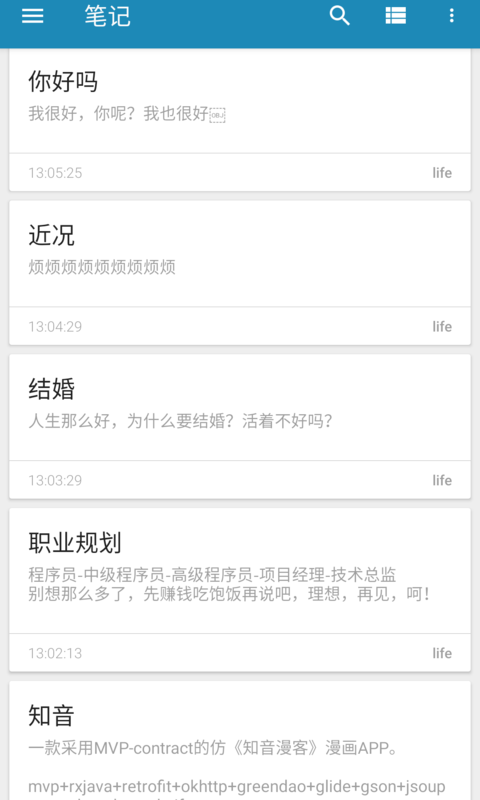 笔记
你好吗
我很好，你呢？我也很好￼
13:05:25
life
近况
烦烦烦烦烦烦烦烦烦
13:04:29
life
结婚
人生那么好，为什么要结婚？活着不好吗？
13:03:29
life
职业规划
程序员-中级程序员-高级程序员-项目经理-技术总监
别想那么多了，先赚钱吃饱饭再说吧，理想，再见，呵！
13:02:13
life
知音
一款采用MVP-contract的仿《知音漫客》漫画APP。
mvp+rxjava+retrofit+okhttp+greendao+glide+gson+jsoup